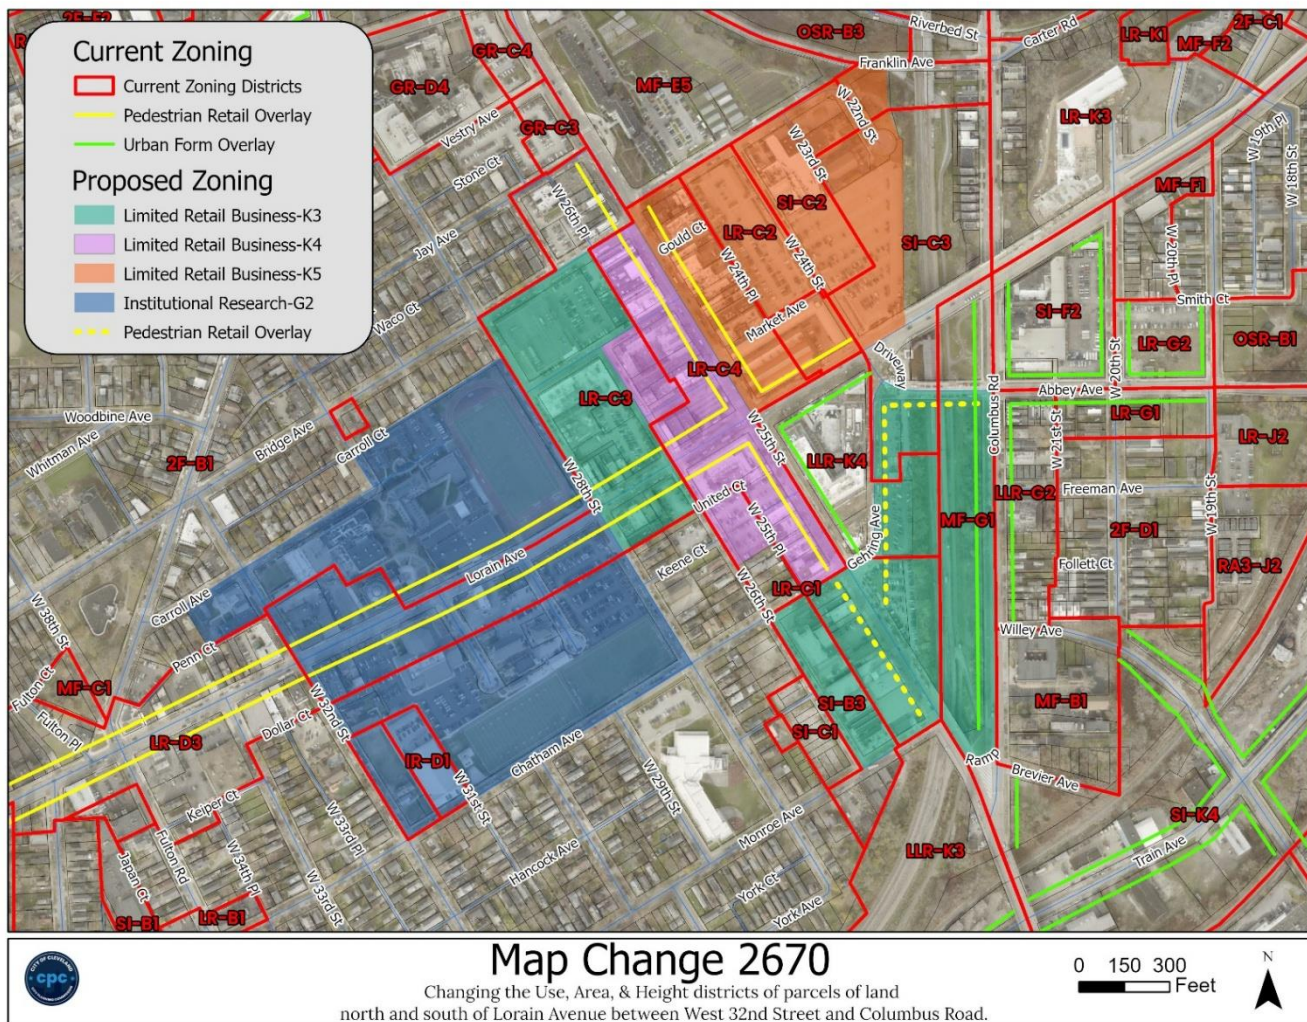 Current Zoning
Current Zoning Districts
Pedestrian Retail Overlay
Urban Form Overlay
Proposed Zoning
Limited Retail Business-K3
Limited Retail Business-K4
Limited Retail Business-K5
Institutional Research-G2
Pedestrian Retail Overlay
2F-E2
GR-C4
GR-C4
GR-D4
Vestry Ave
GR-C3
Stone Ct
W 26th Pl
Jay Ave
Waco Ct
MF-E5
OSR-B3
Riverbed St
Franklin Ave
Carter Rd
LR-K1
MF-F2
2F-C1
LR-K3
W 19th Pl
W 18th St
W 22nd St
W 23rd St
SI-C2
LR-C2
Gould Ct
W 24th Pl
W 24th St
Market Ave
SI-C3
MF-F1
W 20th Pl
Smith Ct
SI-F2
W 20th St
LR-G2
OSR-B1
Driveway
LR-C4
LR-C3
W 25th St
Woodbine Ave
Whitman Ave
Bridge Ave
Carroll Ct
2F-B1
Columbus Rd
Abbey Ave
LR-G1
W 21st St
LR-J2
LLR-K4
LLR-G2
Freeman Ave
W 19th St
MF-G1
2F-D1
W 28th St
United Ct
W 25th Pl
Gehring Ave
Follett Ct
RA3-J2
Lorain Ave
Keene Ct
LR-C1
W 26th St
Willey Ave
Carroll Ave
Penn Ct
W 38th St
Fulton Ct
MF-C1
Fulton Pl
LR-D3
Dollar Ct
W 32nd St
IR-D1
Chatham Ave
SI-B3
SI-C1
MF-B1
Ramp
Brevier Ave
Keiper Ct
W 31st St
W 29th St
W 33rd Pl
Monroe Ave
SI-K4
Train Ave
LLR-K3
Hancock Ave
York Ct
York Ave
Japan Ct
Fulton Rd
W 34th Pl
W 33rd St
SI-B1
LR-B1
CITY OF CLEVELAND
cpc
Map Change 2670
Changing the Use, Area, & Height districts of parcels of land
north and south of Lorain Avenue between West 32nd Street and Columbus Road.
0 150 300
Feet
N